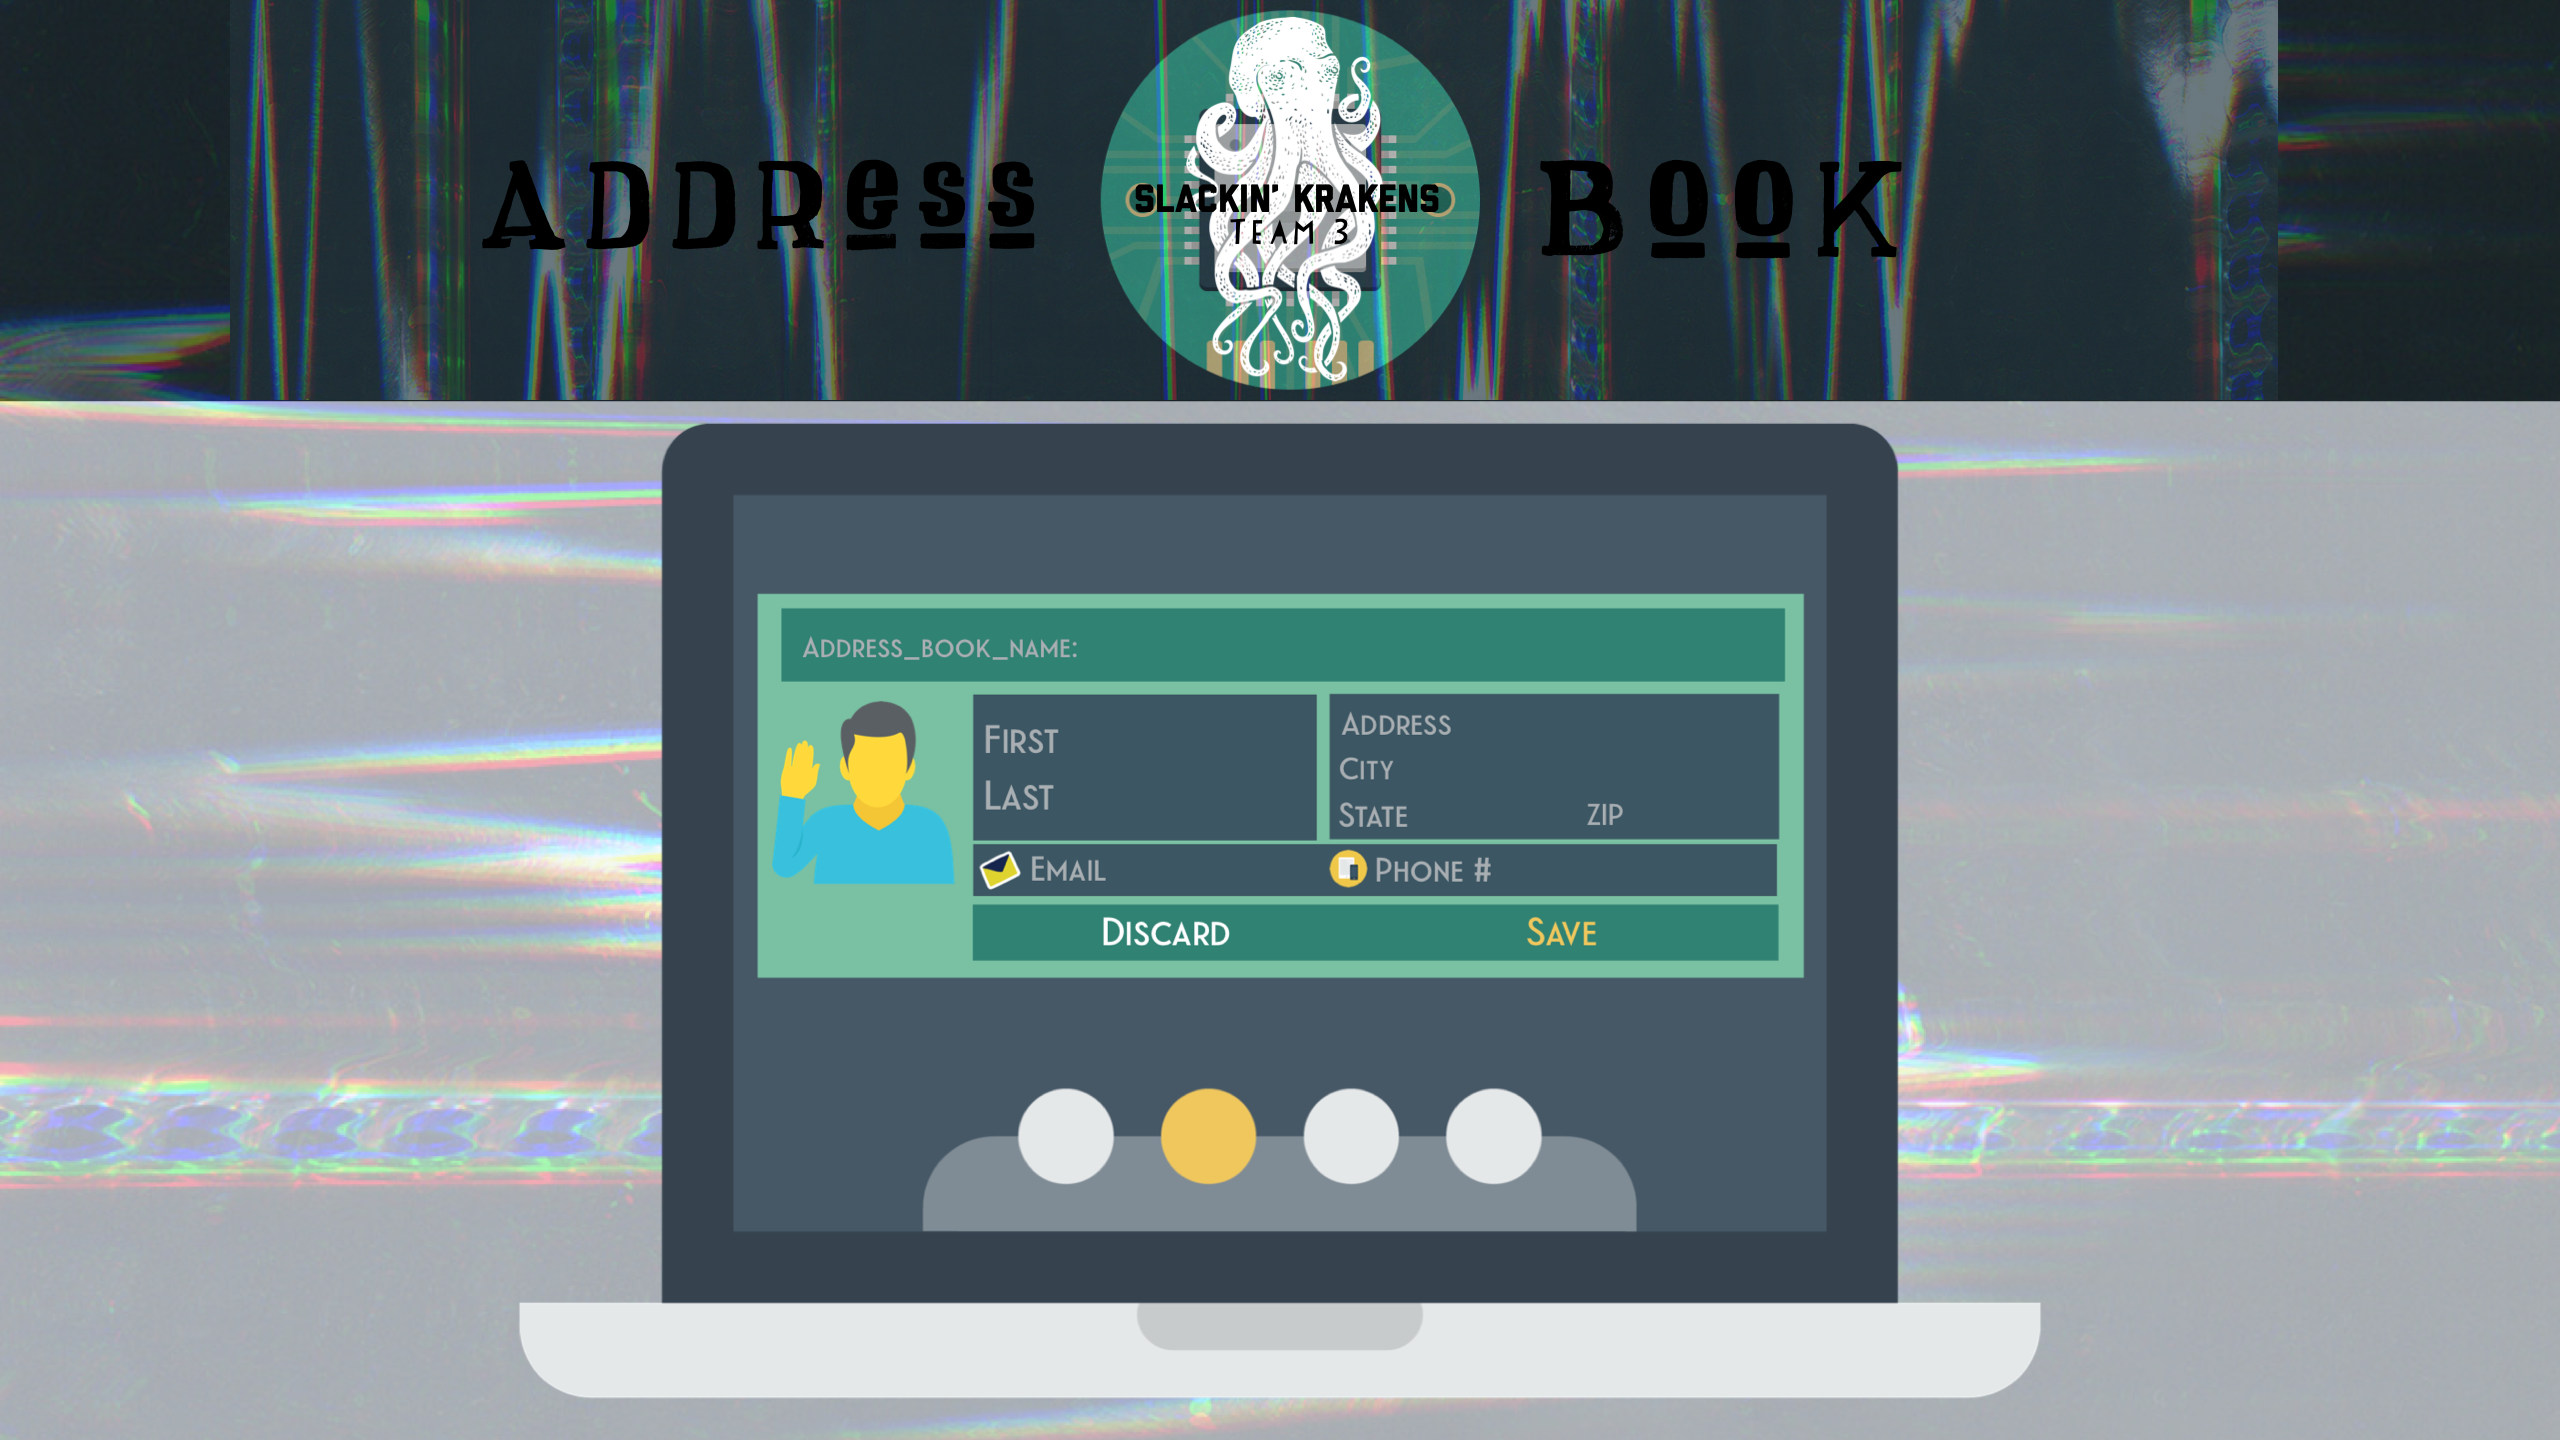 Address Book
SLACKIN' KRAKENS
TEAM 3
Address_book_name:
First
Last
Address
City
State ZIP
Email
Phone #
Discard
Save